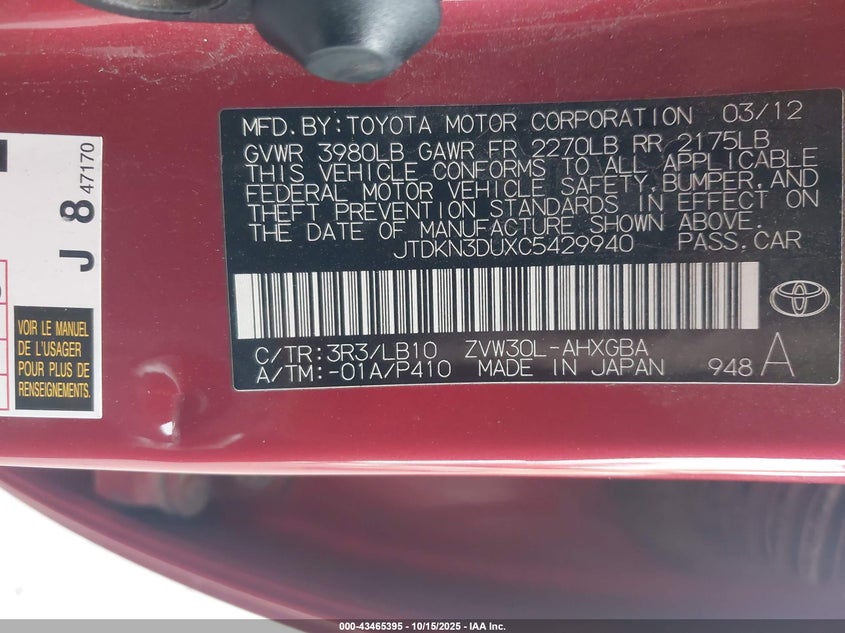 MFD.BY:TOYOTA MOTOR CORPORATION 03/12
GVWR 3980LB GAWR FR 2270LB RR 2175LB
THIS VEHICLE CONFORMS TO ALL APPLICABLE
FEDERAL MOTOR VEHICLE SAFETY,BUMPER,AND
THEFT PREVENTION STANDARDS IN EFFECT ON
THE DATE OF MANUFACTURE SHOWN ABOVE.
JTDKN3DUXC5429940 PASS.CAR
C/TR:3R3/LB10 ZVW30L-AHXGBA
A/TM:-01A/P410 MADE IN JAPAN 948 A
J 8 47170
VOIR LE MANUEL
DE L'USAGER
POUR PLUS DE
RENSEIGNEMENTS.
000-43465395 - 10/15/2025 - IAA Inc.